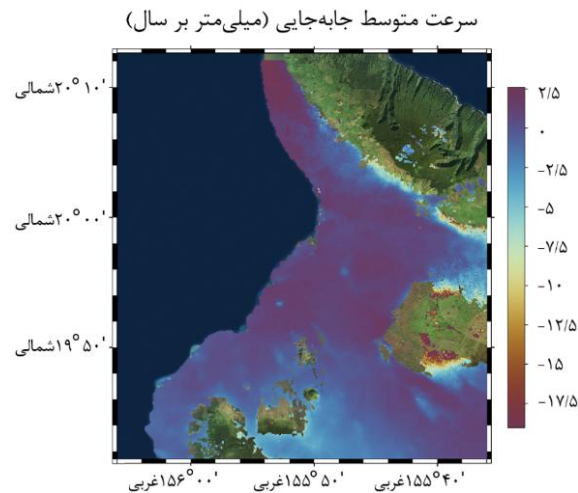 سرعت متوسط جابه‌جایی (میلی‌متر بر سال)
۲۰° ۱۰' شمالی
۲۰° ۰۰' شمالی
۱۹° ۵۰' شمالی
۱۵۶° ۰۰' غربی
۱۵۵° ۵۰' غربی
۱۵۵° ۴۰' غربی
۲/۵
۰
-۲/۵
-۵
-۷/۵
-۱۰
-۱۲/۵
-۱۵
-۱۷/۵